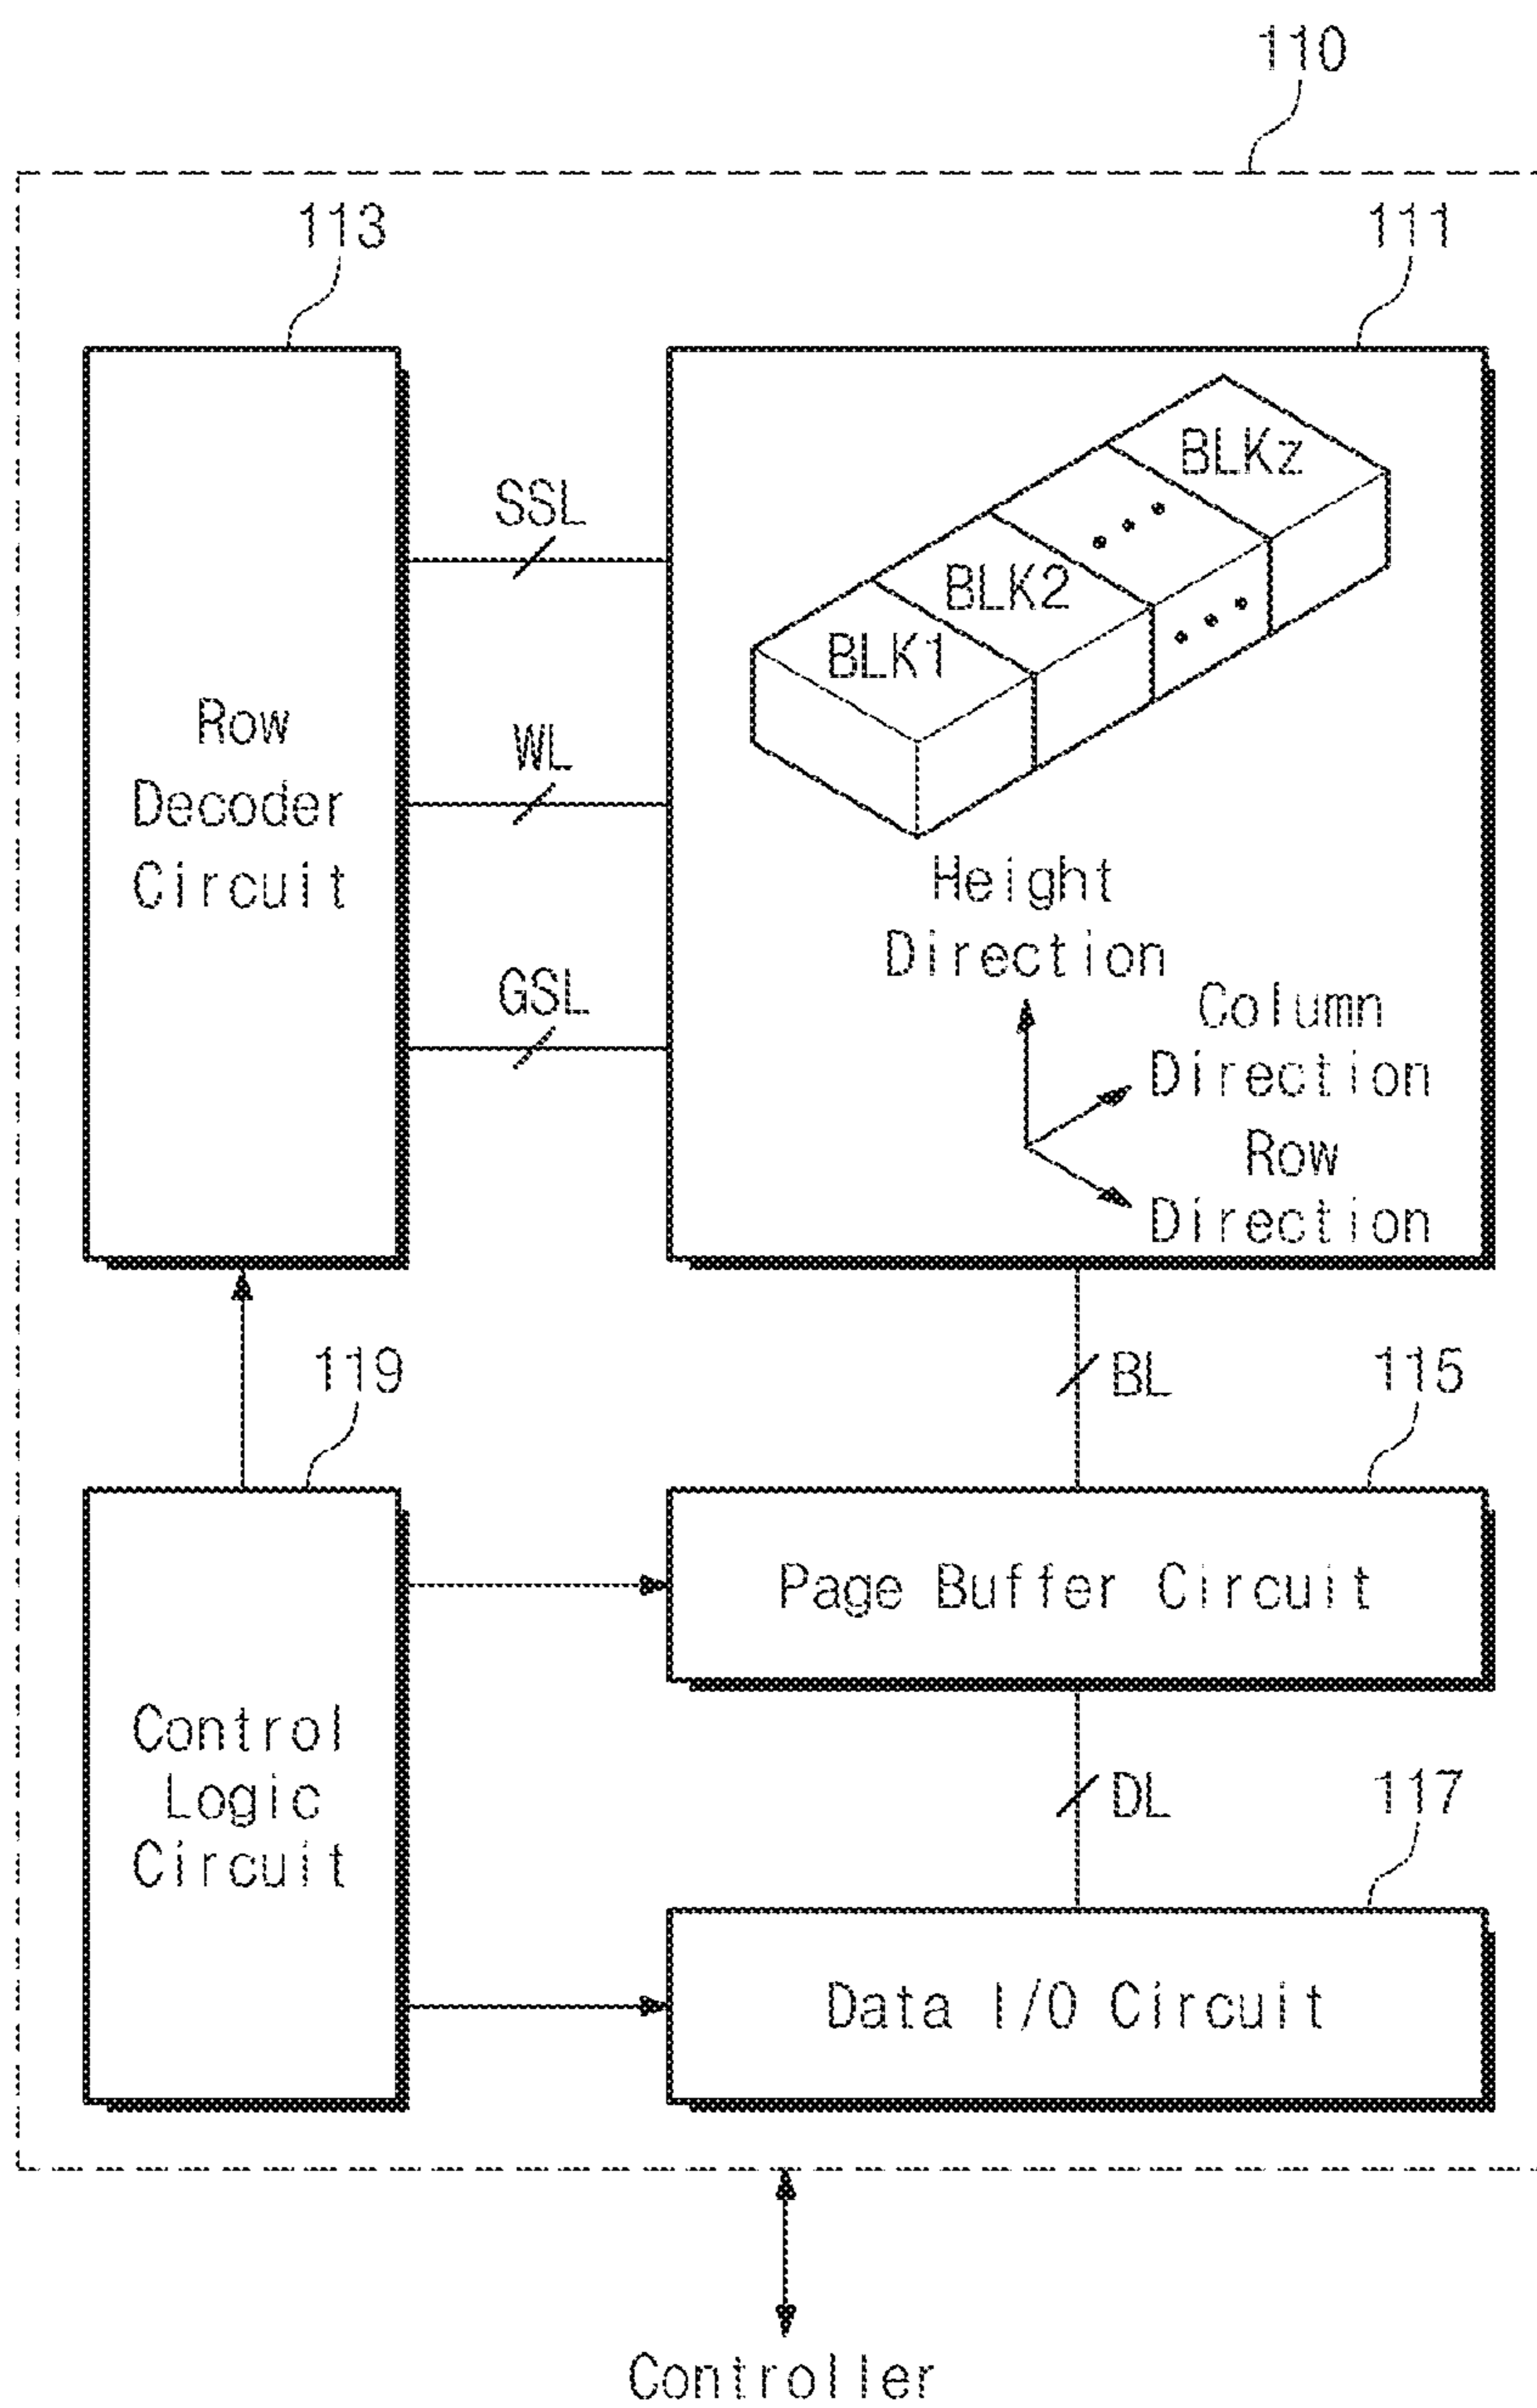 110
113
111
SSL
BLKz
BLK2
BLK1
Row
Decoder
Circuit
WL
GSL
Height
Direction
Column
Direction
Row
Direction
119
BL
115
Page Buffer Circuit
Control
Logic
Circuit
DL
117
Data I/O Circuit
Controller